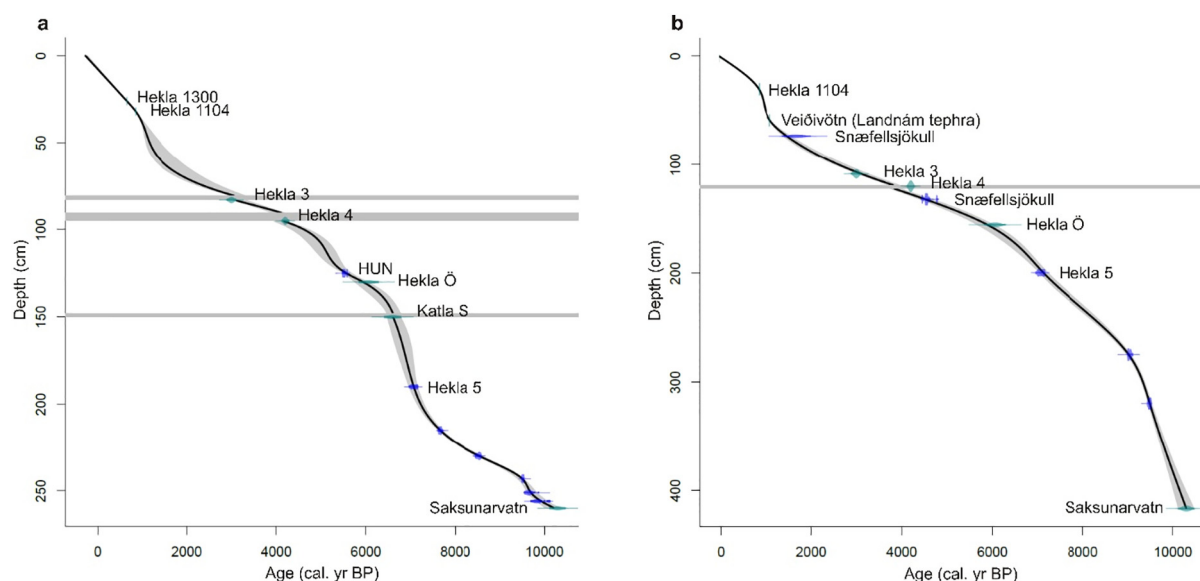 a
0
50
100
150
200
250
Depth (cm)
Hekla 1300
Hekla 1104
Hekla 3
Hekla 4
HUN
Hekla Ö
Katla S
Hekla 5
Saksunarvatn
0 2000 4000 6000 8000 10000
Age (cal. yr BP)
b
0
100
200
300
400
Depth (cm)
Hekla 1104
Veiðivötn (Landnám tephra)
Snæfellsjökull
Hekla 3
Hekla 4
Snæfellsjökull
Hekla Ö
Hekla 5
Saksunarvatn
0 2000 4000 6000 8000 10000
Age (cal. yr BP)